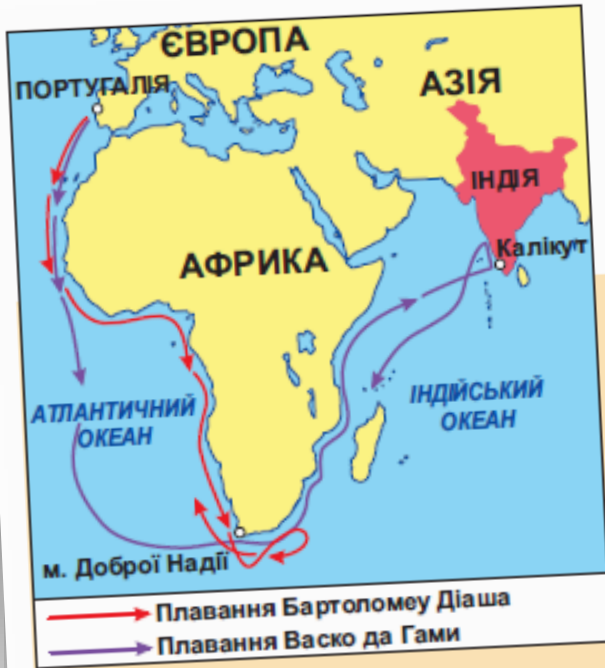 ЄВРОПА
ПОРТУГАЛІЯ
АЗІЯ
ІНДІЯ
Калікут
АФРИКА
АТЛАНТИЧНИЙ
ОКЕАН
ІНДІЙСЬКИЙ
ОКЕАН
м. Доброї Надії
Плавання Бартоломеу Діаша
Плавання Васко да Гами